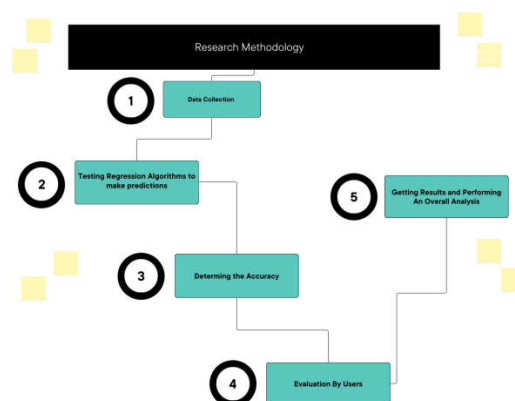 Research Methodology
1
Data Collection
2
Testing Regression Algorithms to
make predictions
3
Determing the Accuracy
4
Evaluation By Users
5
Getting Results and Performing
An Overall Analysis